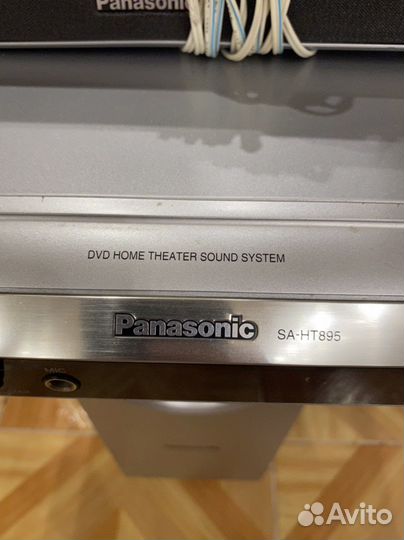 Panasonic
DVD HOME THEATER SOUND SYSTEM
Panasonic SA-HT895
MIC
Avito